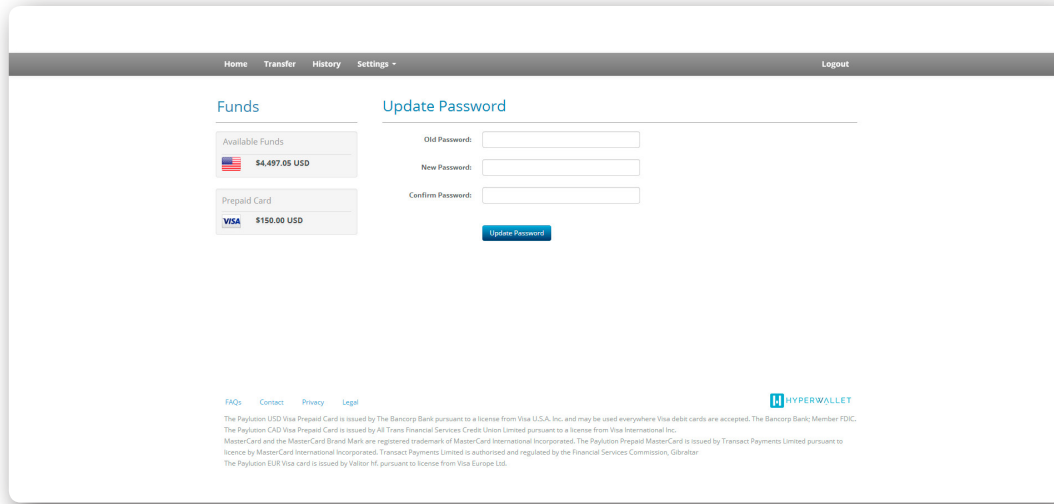 Home Transfer History Settings Logout
Funds
Update Password
Available Funds
$4,497.05 USD
Prepaid Card
VISA $150.00 USD
Old Password:
New Password:
Confirm Password:
Update Password
FAQs Contact Privacy Legal
HYPERWALLET
The Paylution USD Visa Prepaid Card is issued by The Bancorp Bank pursuant to a license from Visa U.S.A. Inc. and may be used everywhere Visa debit cards are accepted. The Bancorp Bank; Member FDIC.
The Paylution CAD Visa Prepaid Card is issued by All Trans Financial Services Credit Union Limited pursuant to a license from Visa International Inc.
MasterCard and the MasterCard Brand Mark are registered trademark of MasterCard International Incorporated. The Paylution Prepaid MasterCard is issued by Transact Payments Limited pursuant to
licence by MasterCard International Incorporated. Transact Payments Limited is authorised and regulated by the Financial Services Commission, Gibraltar
The Paylution EUR Visa card is issued by Valitor hf. pursuant to license from Visa Europe Ltd.